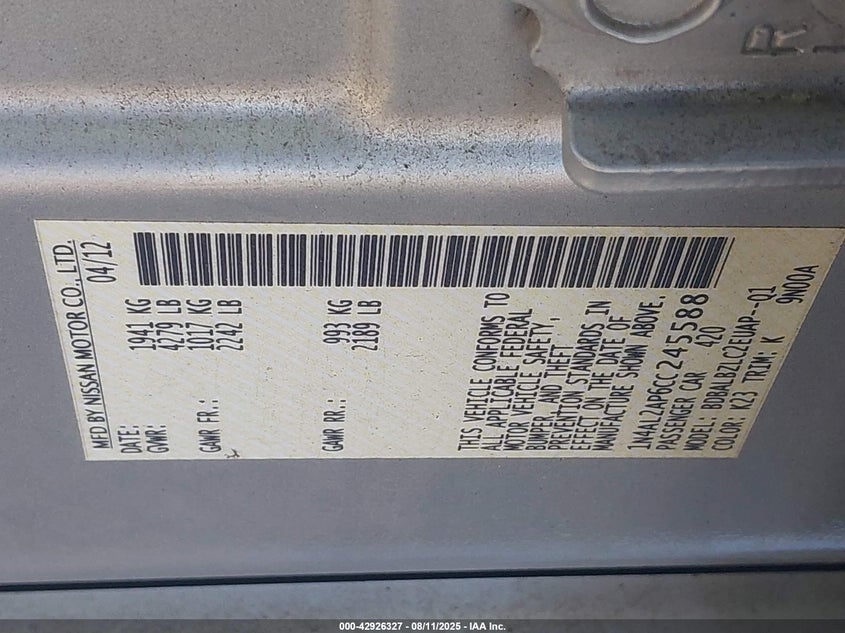 MFD BY NISSAN MOTOR CO., LTD.
DATE: 04/12
GVWR: 1941 KG
4279 LB
GAWR FR.: 1017 KG
2242 LB
GAWR RR.: 993 KG
2189 LB
THIS VEHICLE CONFORMS TO
ALL APPLICABLE FEDERAL
MOTOR VEHICLE SAFETY,
BUMPER, AND THEFT
PREVENTION STANDARDS IN
EFFECT ON THE DATE OF
MANUFACTURE SHOWN ABOVE.
1N4AL2AP6CC245588
PASSENGER CAR 420
MODEL: BDBALBZLC2EUAP--Q1
COLOR: K23 TRIM: K 9N00A
R
000-42926327 - 08/11/2025 - IAA Inc.